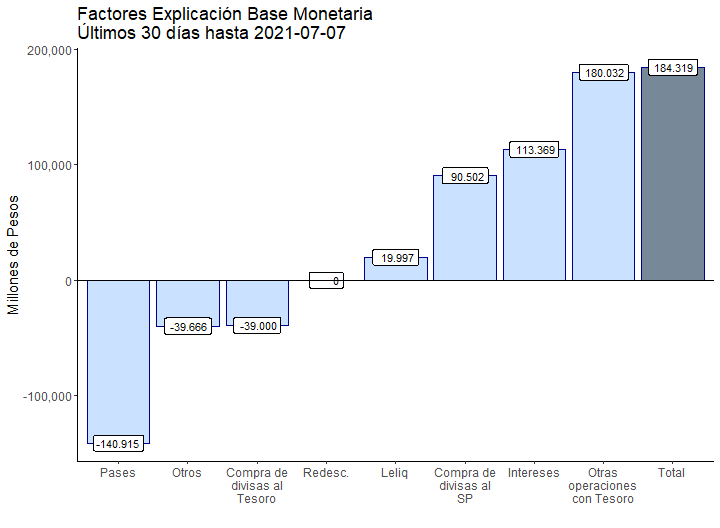 Factores Explicación Base Monetaria
Últimos 30 días hasta 2021-07-07
Millones de Pesos
200,000
100,000
0
-100,000
-140.915
-39.666
-39.000
0
19.997
90.502
113.369
180.032
184.319
Pases
Otros
Compra de
divisas al
Tesoro
Redesc.
Leliq
Compra de
divisas al
SP
Intereses
Otras
operaciones
con Tesoro
Total